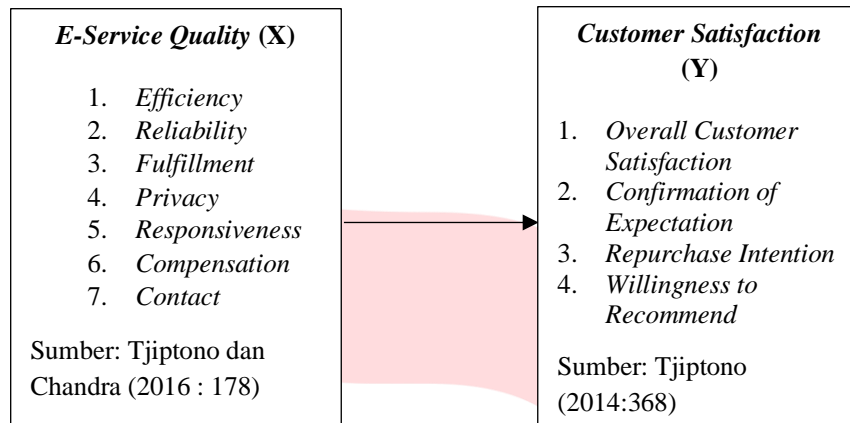 E-Service Quality (X)
1. Efficiency
2. Reliability
3. Fulfillment
4. Privacy
5. Responsiveness
6. Compensation
7. Contact
Sumber: Tjiptono dan
Chandra (2016 : 178)
Customer Satisfaction
(Y)
1. Overall Customer
Satisfaction
2. Confirmation of
Expectation
3. Repurchase Intention
4. Willingness to
Recommend
Sumber: Tjiptono
(2014:368)